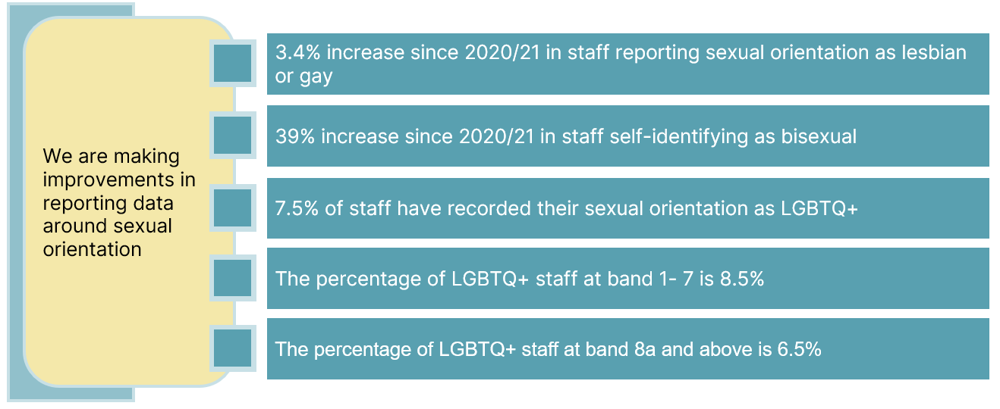 We are making
improvements in
reporting data
around sexual
orientation
3.4% increase since 2020/21 in staff reporting sexual orientation as lesbian
or gay
39% increase since 2020/21 in staff self-identifying as bisexual
7.5% of staff have recorded their sexual orientation as LGBTQ+
The percentage of LGBTQ+ staff at band 1- 7 is 8.5%
The percentage of LGBTQ+ staff at band 8a and above is 6.5%